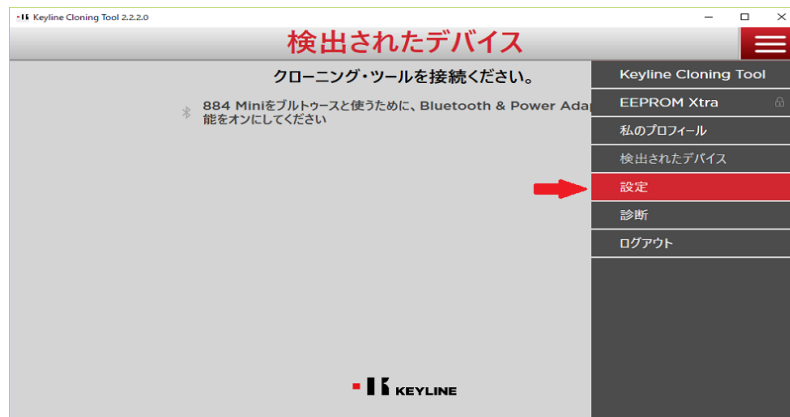 Keyline Cloning Tool 2.2.2.0
検出されたデバイス
クローニング・ツールを接続ください。
884 Miniをブルトゥースと使うために、Bluetooth & Power Ada
能をオンにしてください
Keyline Cloning Tool
EEPROM Xtra
私のプロフィール
検出されたデバイス
設定
診断
ログアウト
KEYLINE